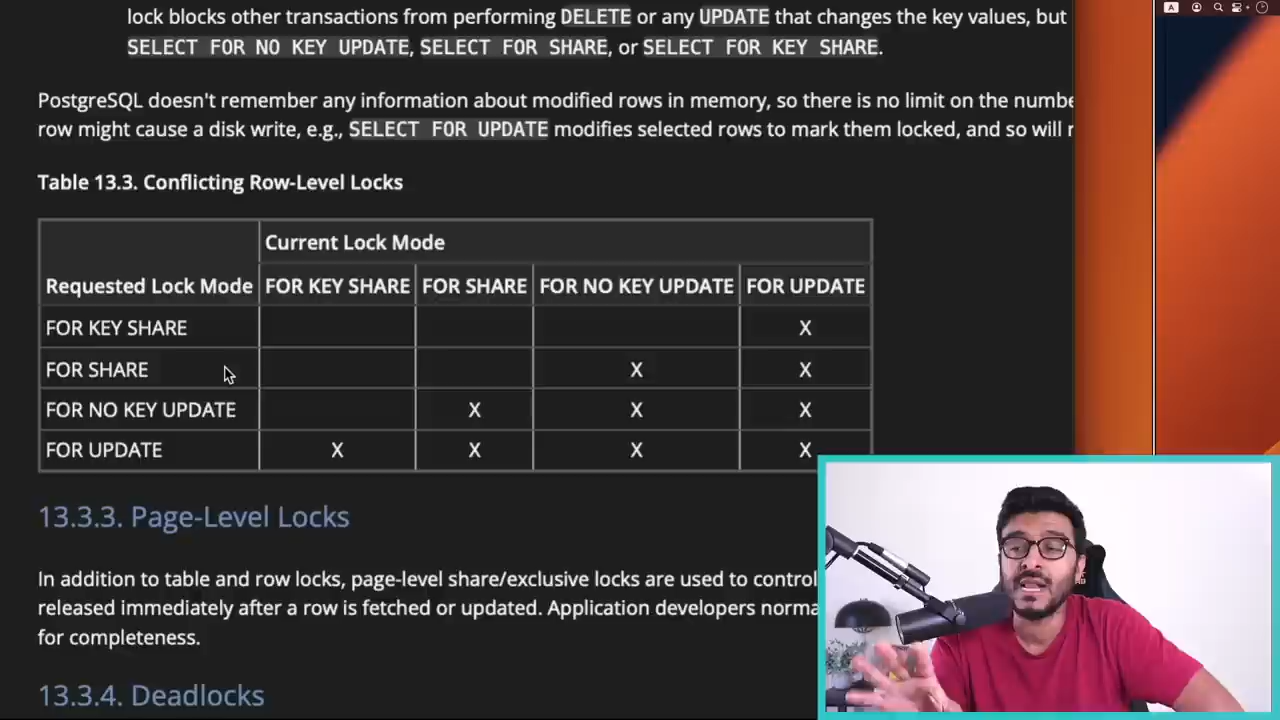 lock blocks other transactions from performing DELETE or any UPDATE that changes the key values, but
SELECT FOR NO KEY UPDATE, SELECT FOR SHARE, or SELECT FOR KEY SHARE.
PostgreSQL doesn't remember any information about modified rows in memory, so there is no limit on the
row might cause a disk write, e.g., SELECT FOR UPDATE modifies selected rows to mark them locked, and so will
Table 13.3. Conflicting Row-Level Locks
Current Lock Mode
Requested Lock Mode FOR KEY SHARE FOR SHARE FOR NO KEY UPDATE FOR UPDATE
FOR KEY SHARE X
FOR SHARE X X
FOR NO KEY UPDATE X X X
FOR UPDATE X X X X
13.3.3. Page-Level Locks
In addition to table and row locks, page-level share/exclusive locks are used to control
released immediately after a row is fetched or updated. Application developers
for completeness.
13.3.4. Deadlocks